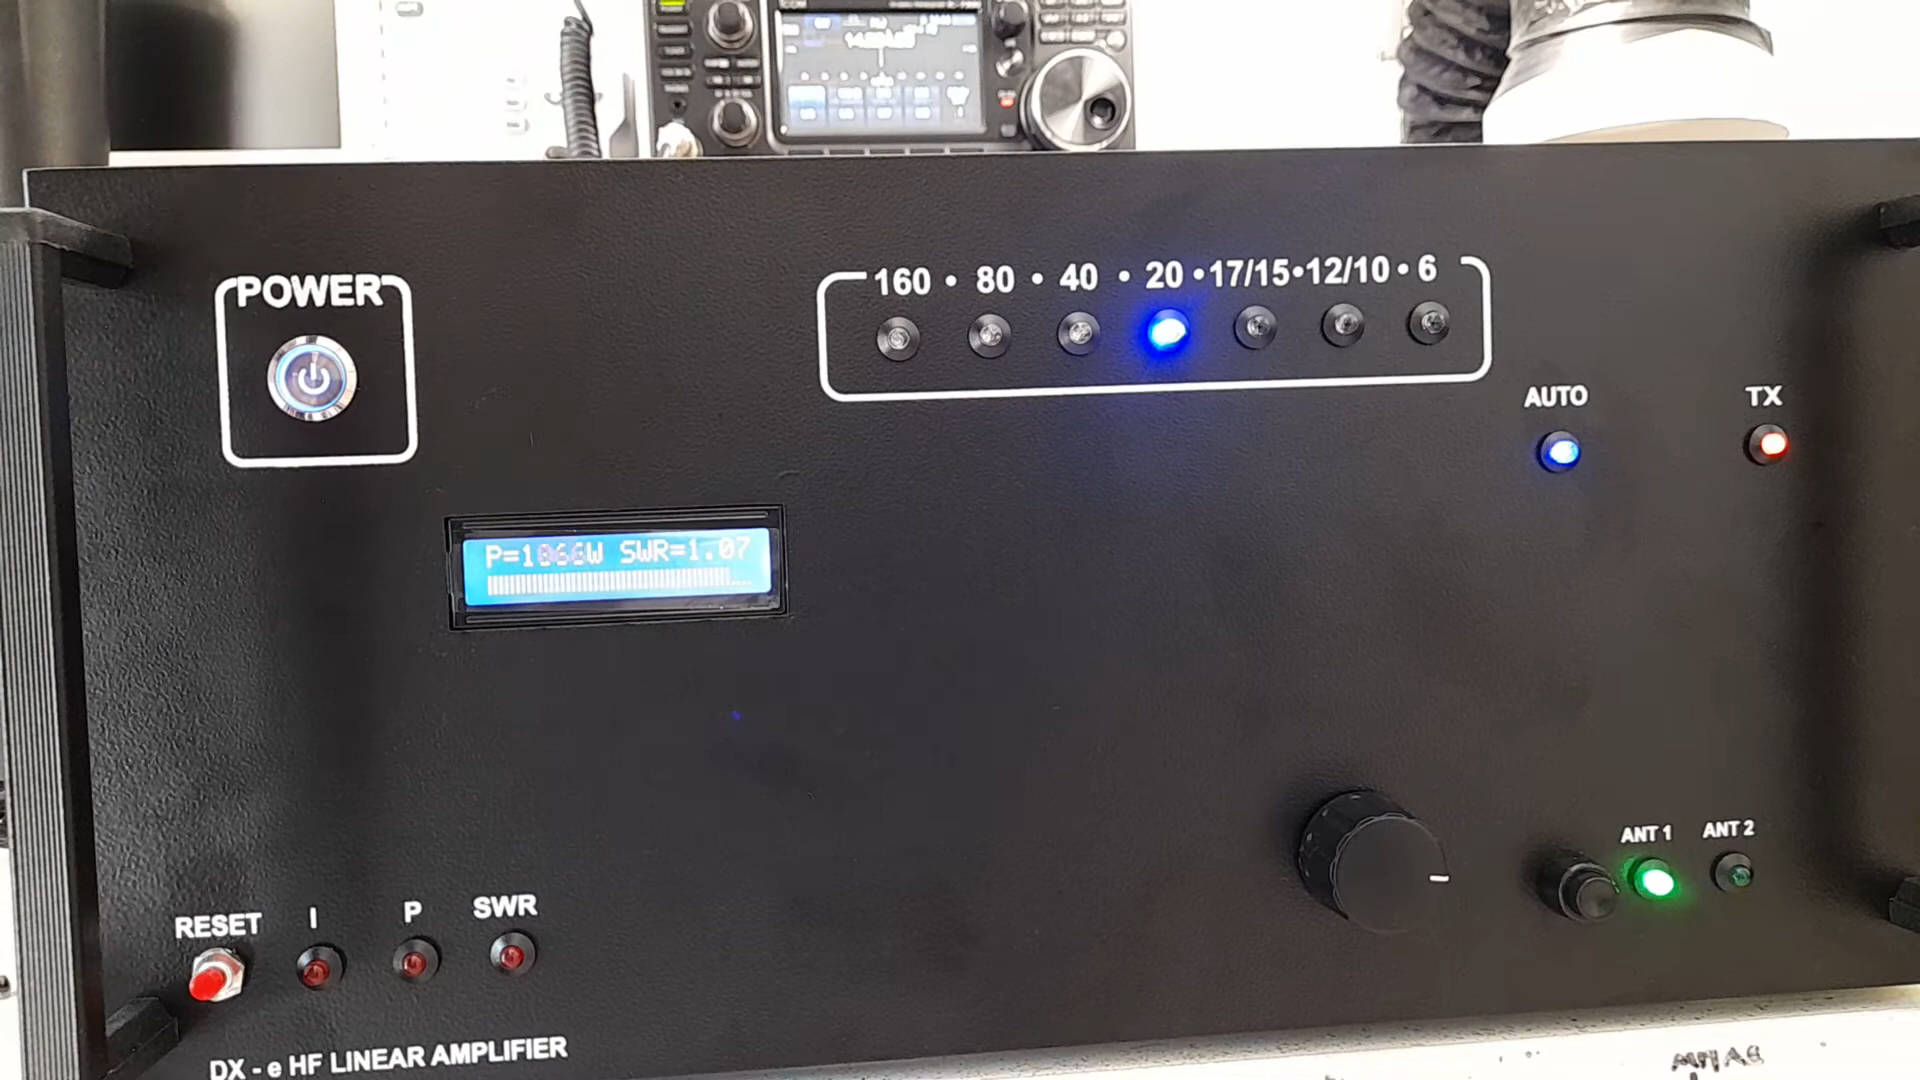 POWER
160 • 80 • 40 • 20 • 17/15 • 12/10 • 6
AUTO
TX
SWR=1.07
ANT 1
ANT 2
RESET
I
P
SWR
DX - e HF LINEAR AMPLIFIER